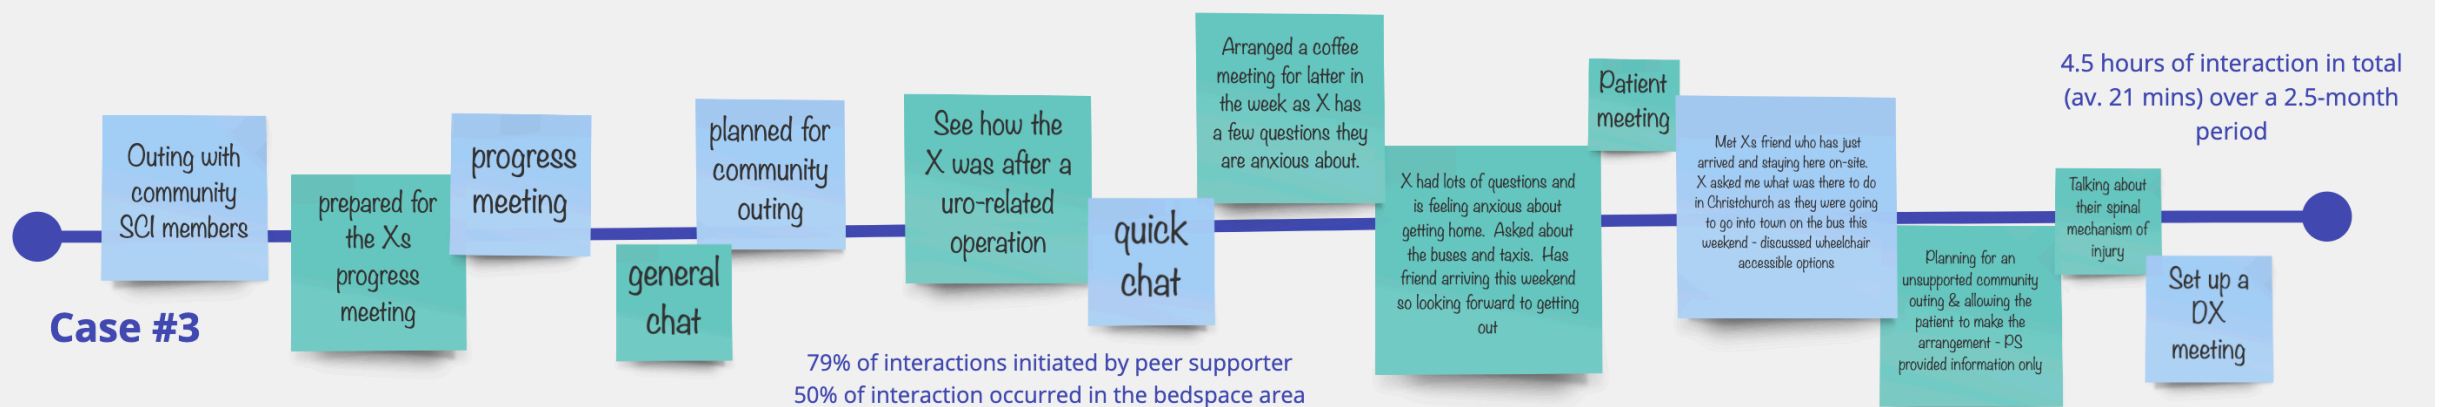 Outing with
community
SCI members
Case #3
prepared for
the Xs
progress
meeting
progress
meeting
general
chat
planned for
community
outing
See how the
X was after a
uro-related
operation
quick
chat
79% of interactions initiated by peer supporter
50% of interaction occurred in the bedspace area
Arranged a coffee
meeting for latter in
the week as X has
a few questions they
are anxious about.
X had lots of questions and
is feeling anxious about
getting home. Asked about
the buses and taxis. Has
friend arriving this weekend
so looking forward to getting
out
Patient
meeting
Met Xs friend who has just
arrived and staying here on-site.
X asked me what was there to do
in Christchurch as they were going
to go into town on the bus this
weekend - discussed wheelchair
accessible options
Planning for an
unsupported community
outing & allowing the
patient to make the
arrangement - PS
provided information only
Talking about
their spinal
mechanism of
injury
Set up a
DX
meeting
4.5 hours of interaction in total
(av. 21 mins) over a 2.5-month
period